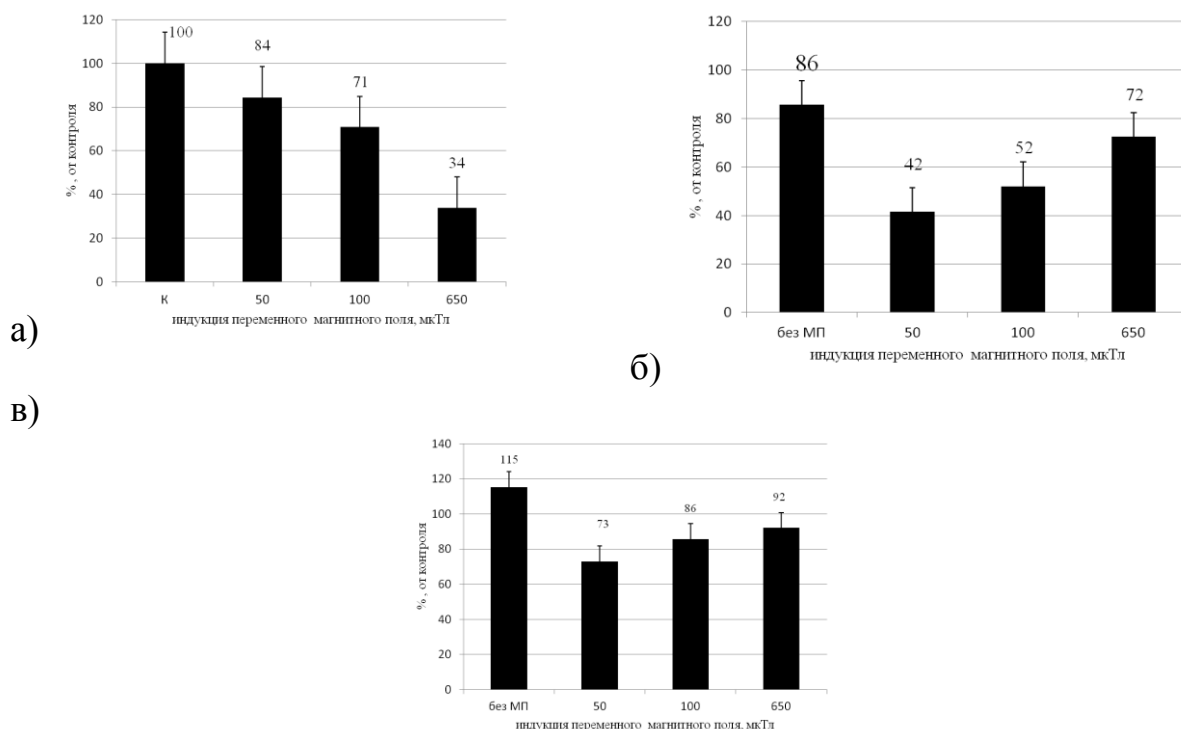 120
100
80
60
40
20
0
% , от контроля
100
84
71
34
К 50 100 650
индукция переменного магнитного поля, мкТл
а)
120
100
80
60
40
20
0
% , от контроля
86
42
52
72
без МП 50 100 650
индукция переменного магнитного поля, мкТл
б)
в)
140
120
100
80
60
40
20
0
% , от контроля
115
73
86
92
без МП 50 100 650
индукция переменного магнитного поля, мкТл